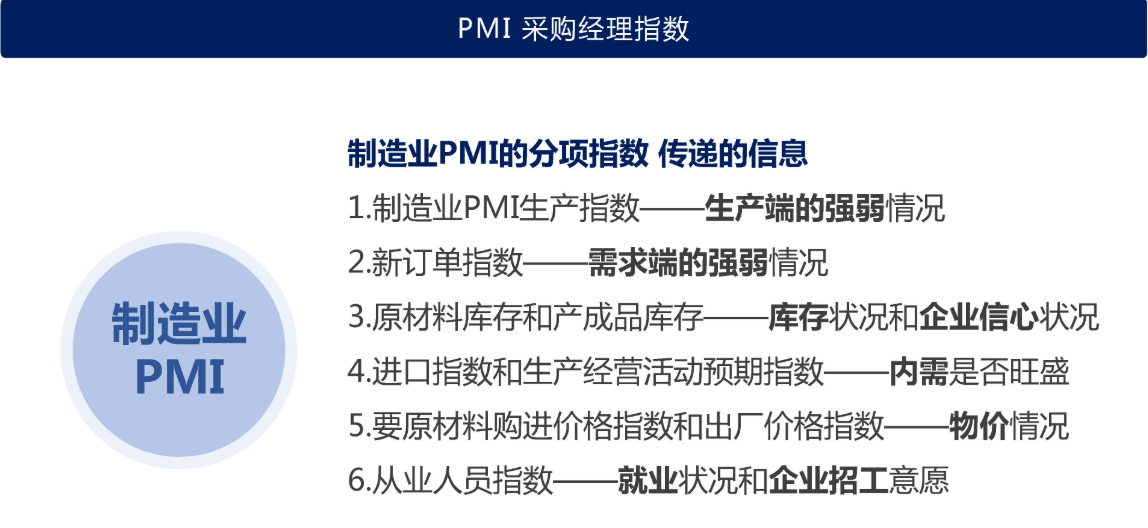 PMI 采购经理指数
制造业PMI的分项指数 传递的信息
1.制造业PMI生产指数——生产端的强弱情况
2.新订单指数——需求端的强弱情况
3.原材料库存和产成品库存——库存状况和企业信心状况
4.进口指数和生产经营活动预期指数——内需是否旺盛
5.要原材料购进价格指数和出厂价格指数——物价情况
6.从业人员指数——就业状况和企业招工意愿
制造业
PMI